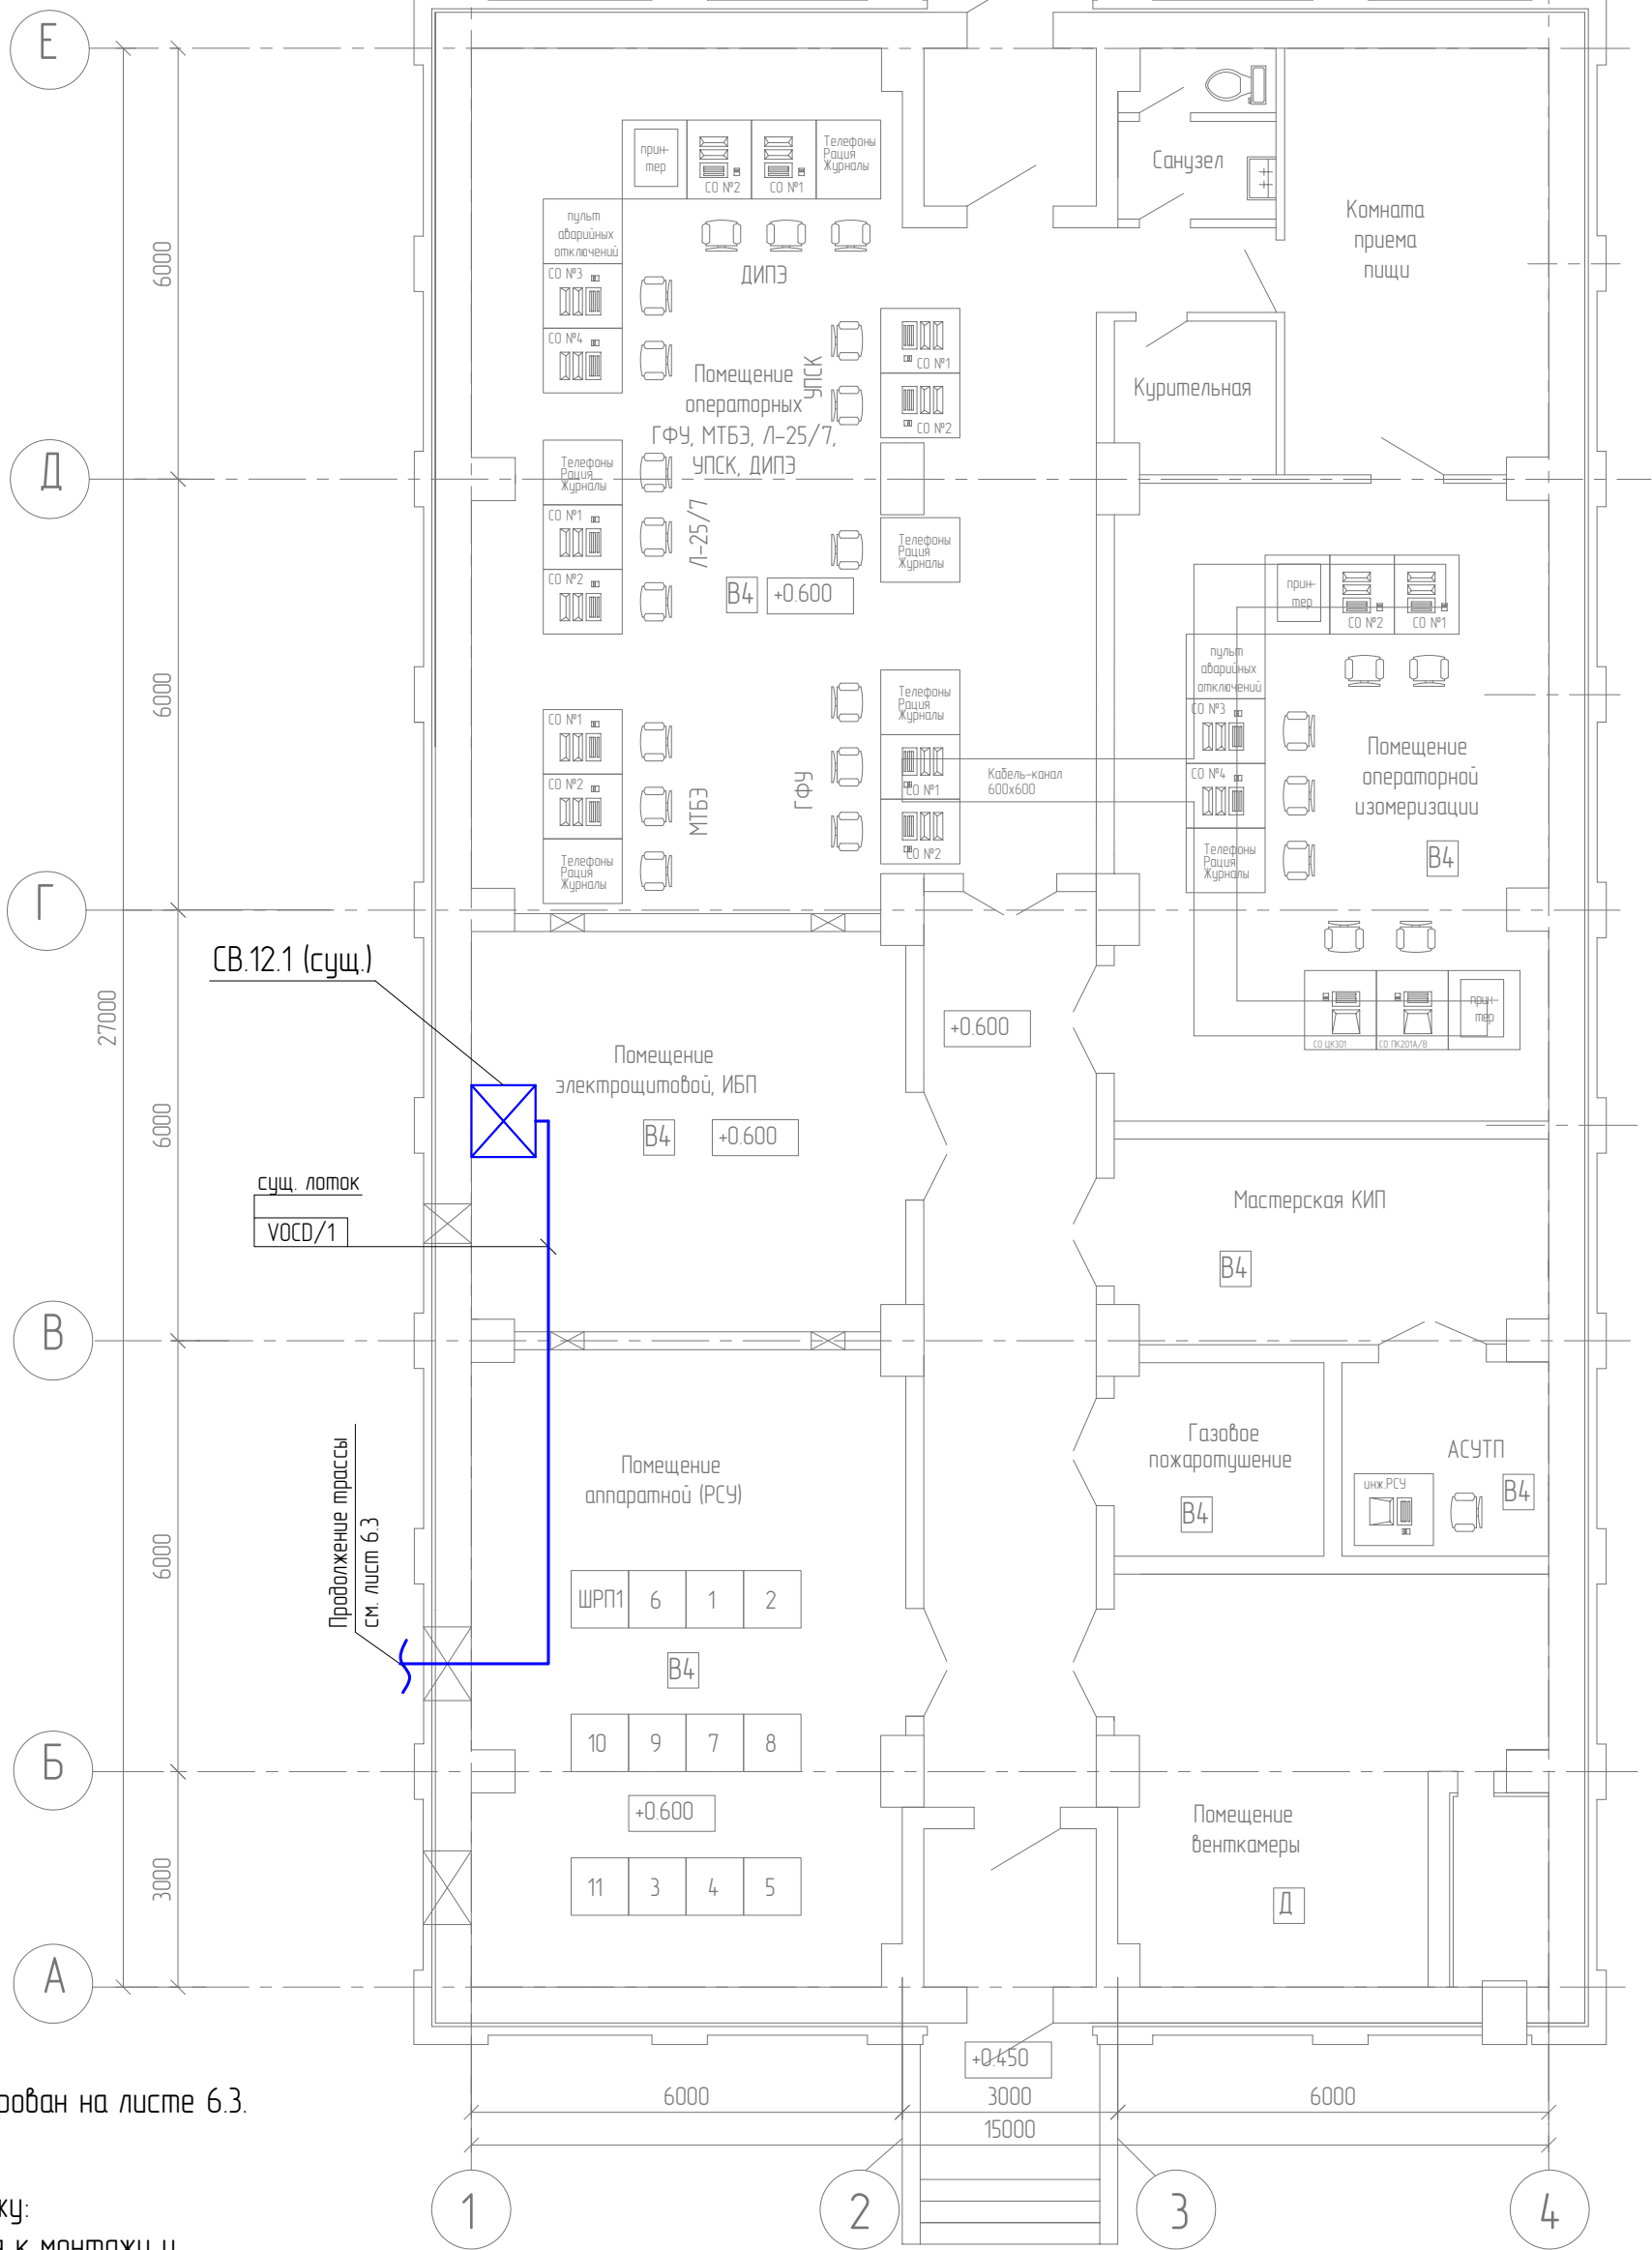 Е
прин-
тер
СО №2
СО №1
Телефоны
Рация
Журналы
Санузел
пульт
аварийных
отключений
СО №3
СО №4
ДИПЭ
Комната
приема
пищи
6000
УПСК
СО №1
СО №2
Помещение
операторных
ГФУ, МТБЭ, Л-25/7,
УПСК, ДИПЭ
Курительная
Д
Телефоны
Рация
Журналы
СО №1
СО №2
Л-25/7
Телефоны
Рация
Журналы
В4
+0.600
прин-
тер
СО №2
СО №1
пульт
аварийных
отключений
СО №3
СО №4
Телефоны
Рация
Журналы
6000
СО №1
СО №2
Телефоны
Рация
Журналы
МТБЭ
ГФУ
Телефоны
Рация
Журналы
СО №1
СО №2
Кабель-канал
600х600
Помещение
операторной
изомеризации
В4
Г
СВ.12.1 (сущ.)
27000
+0.600
СО ЦК301
СО ПК201А/В
прин-
тер
Помещение
электрощитовой, ИБП
В4
+0.600
6000
сущ. лоток
VOCD/1
Мастерская КИП
В4
В
Продолжение трассы
см. лист 6.3
Помещение
аппаратной (РСУ)
Газовое
пожаротушение
В4
АСУТП
инж.РСУ
В4
6000
ШРП1
6
1
2
В4
10
9
7
8
Б
+0.600
Помещение
венткамеры
3000
11
3
4
5
Д
А
+0.450
рован на листе 6.3.
6000
3000
6000
15000
1
2
3
4
ку: